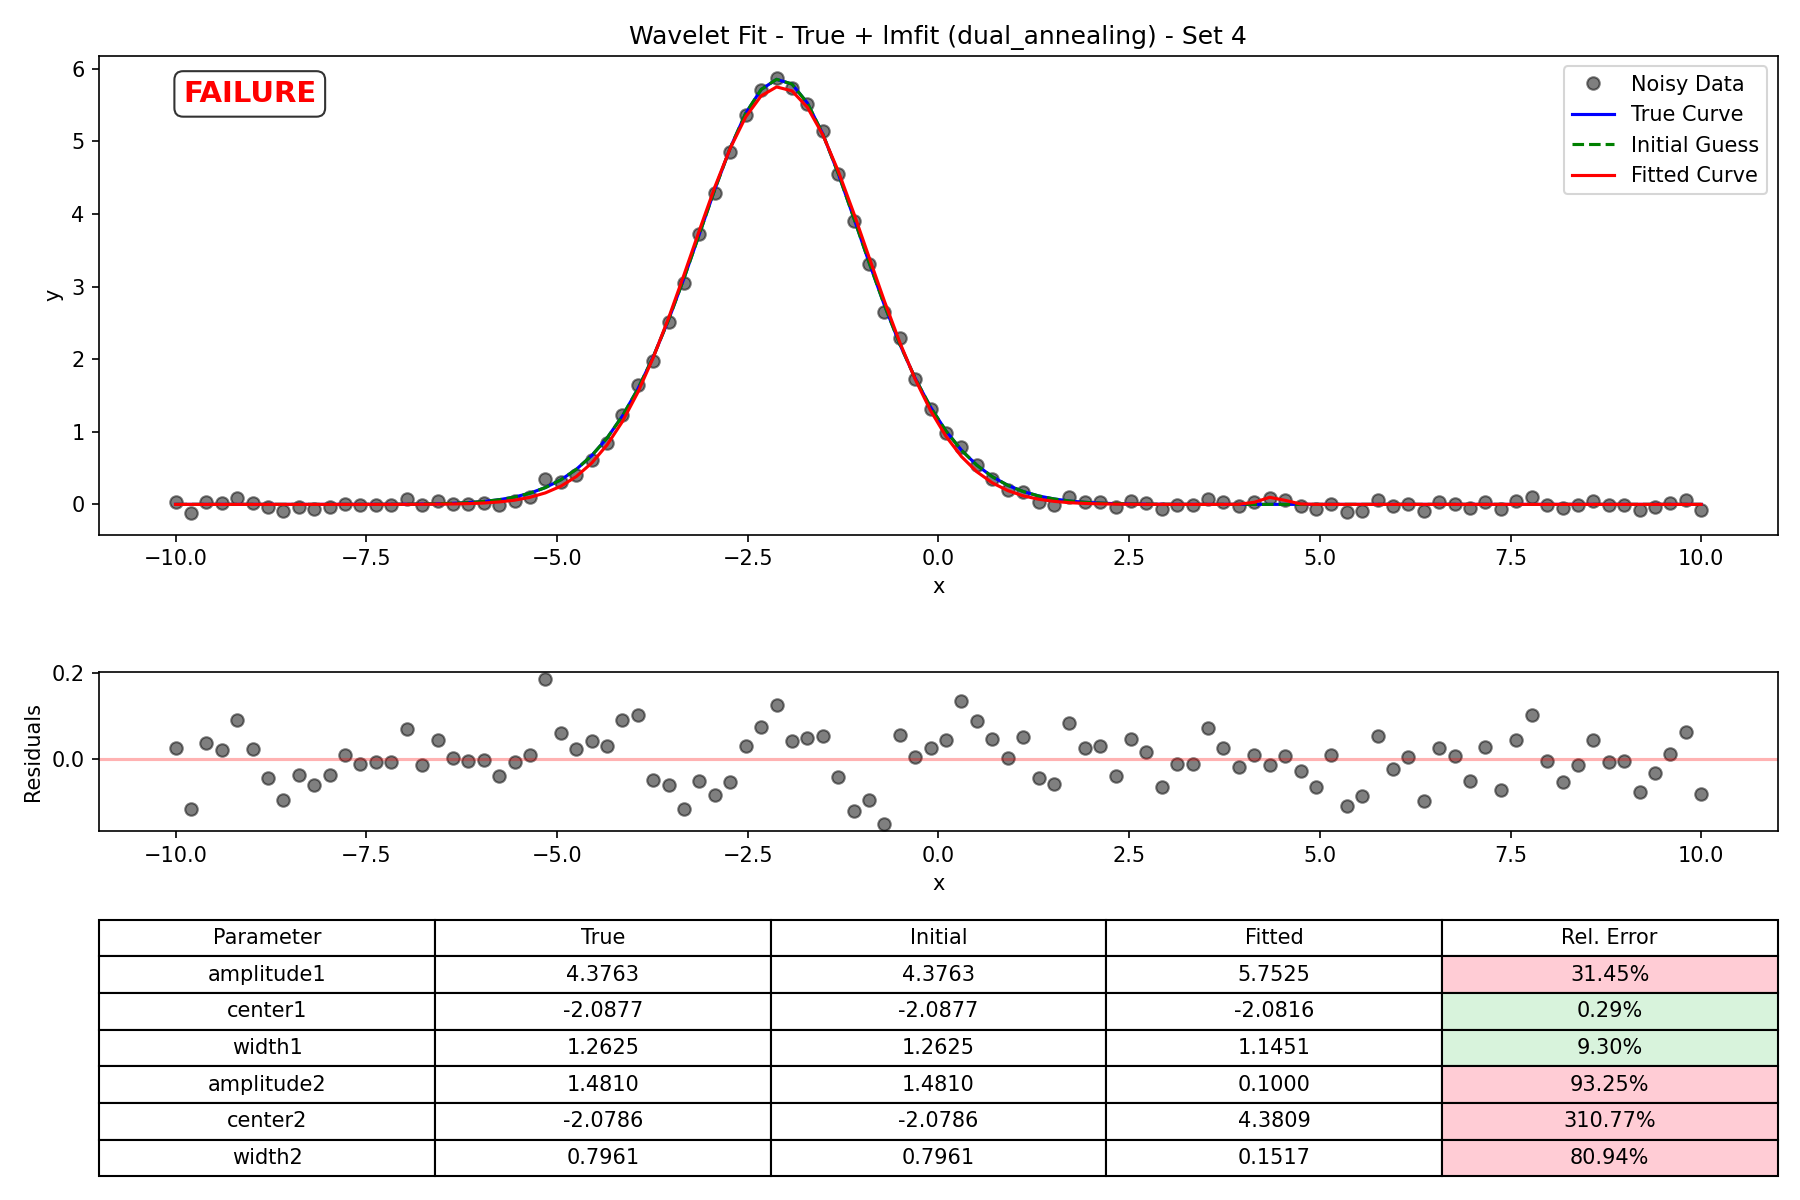 Wavelet Fit - True + lmfit (dual_annealing) - Set 4
FAILURE
Noisy Data
True Curve
Initial Guess
Fitted Curve
6
5
4
3
2
1
0
y
−10.0 −7.5 −5.0 −2.5 0.0 2.5 5.0 7.5 10.0
x
0.2
0.0
Residuals
−10.0 −7.5 −5.0 −2.5 0.0 2.5 5.0 7.5 10.0
x
Parameter True Initial Fitted Rel. Error
amplitude1 4.3763 4.3763 5.7525 31.45%
center1 -2.0877 -2.0877 -2.0816 0.29%
width1 1.2625 1.2625 1.1451 9.30%
amplitude2 1.4810 1.4810 0.1000 93.25%
center2 -2.0786 -2.0786 4.3809 310.77%
width2 0.7961 0.7961 0.1517 80.94%